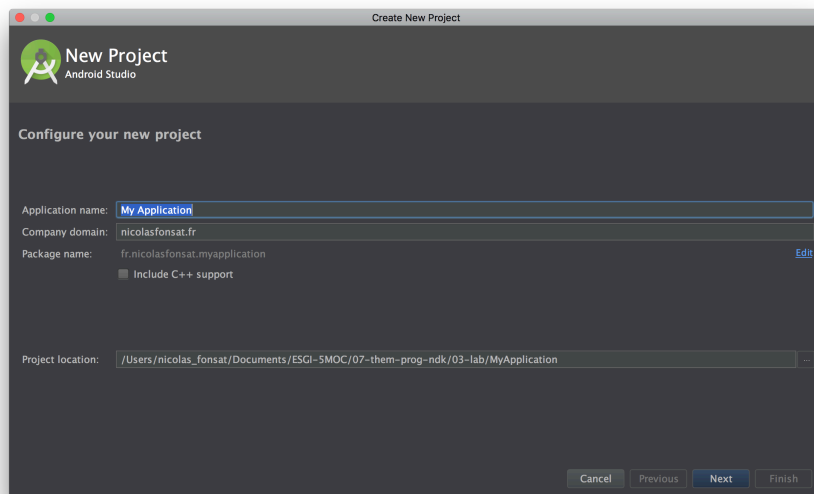 Create New Project
New Project
Android Studio
Configure your new project
Application name: My Application
Company domain: nicolasfonsat.fr
Package name: fr.nicolasfonsat.myapplication Edit
Include C++ support
Project location: /Users/nicolas_fonsat/Documents/ESGI-5MOC/07-them-prog-ndk/03-lab/MyApplication ...
Cancel Previous Next Finish